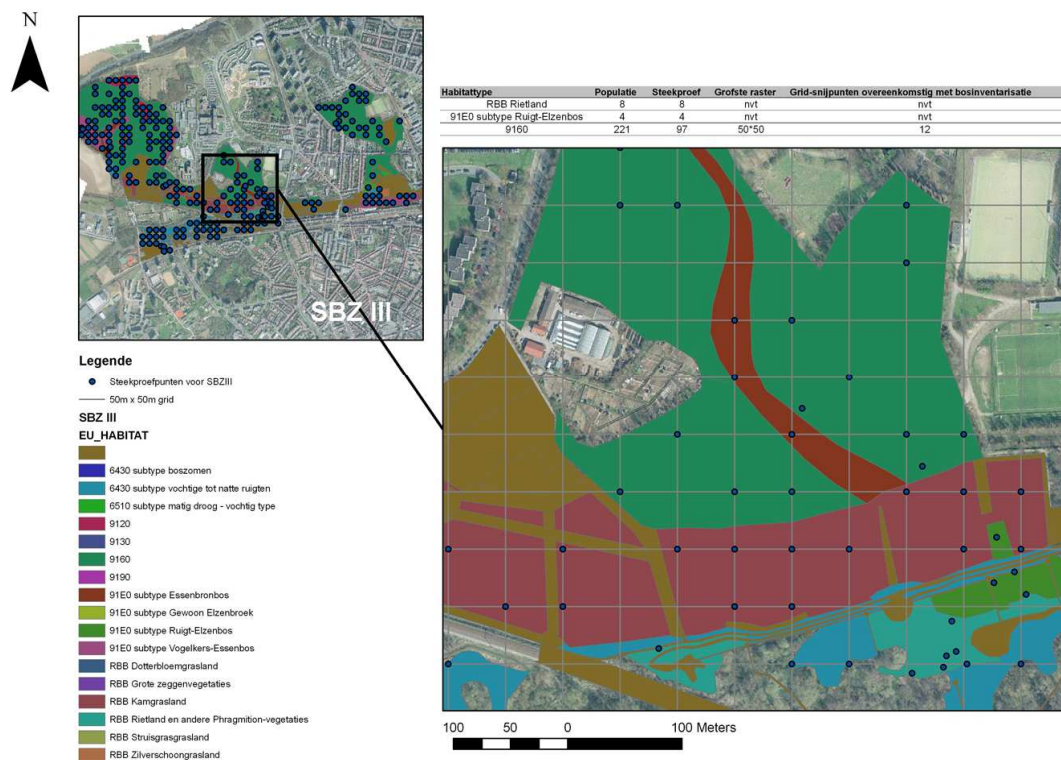 N
SBZ III
Habitattype Populatie Steekproef Grofste raster Grid-snijpunten overeenkomstig met bosinventarisatie
RBB Rietland 8 8 nvt nvt
91E0 subtype Ruigt-Elzenbos 4 4 nvt nvt
9160 221 97 50*50 12
Legende
Steekproefpunten voor SBZIII
50m x 50m grid
SBZ III
EU_HABITAT
6430 subtype boszomen
6430 subtype vochtige tot natte ruigten
6510 subtype matig droog - vochtig type
9120
9130
9160
9190
91E0 subtype Essenbronbos
91E0 subtype Gewoon Elzenbroek
91E0 subtype Ruigt-Elzenbos
91E0 subtype Vogelkers-Essenbos
RBB Dotterbloemgrasland
RBB Grote zeggenvegetaties
RBB Kamgrasland
RBB Rietland en andere Phragmition-vegetaties
RBB Struisgrasgrasland
RBB Zilverschoongrasland
100 50 0 100 Meters